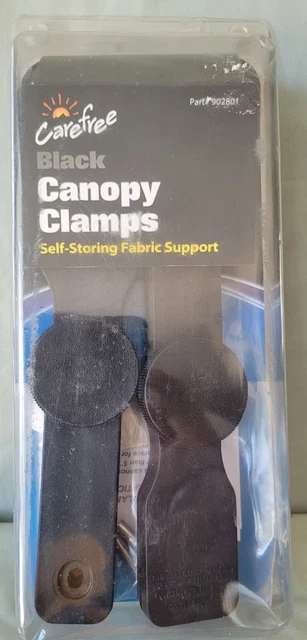 Carefree
Part# 902801
Black
Canopy
Clamps
Self-Storing Fabric Support